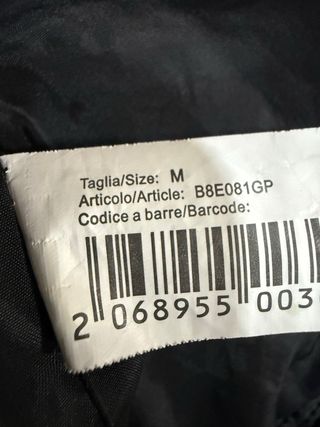 Taglia/Size: M
Articolo/Article: B8E081GP
Codice a barre/Barcode:
2 068955 003